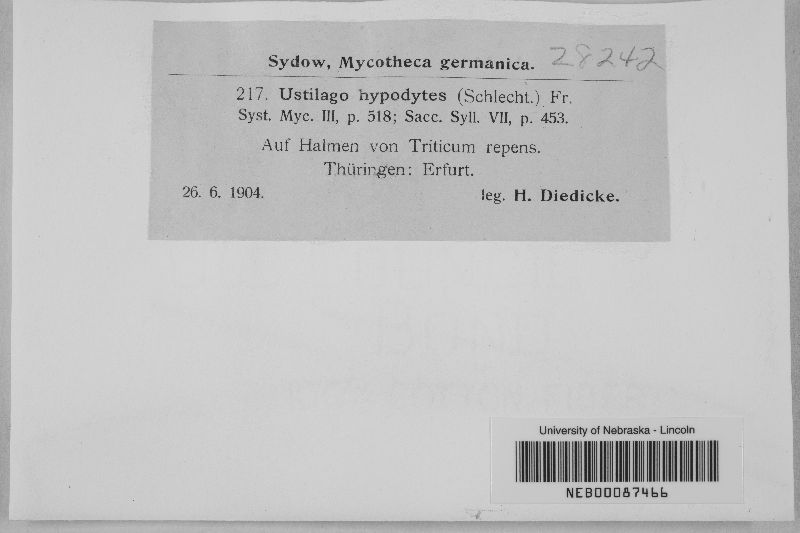 Sydow, Mycotheca germanica. 28242
217. Ustilago hypodytes (Schlecht.) Fr.
Syst. Myc. III, p. 518; Sacc. Syll. VII, p. 453.
Auf Halmen von Triticum repens.
Thüringen: Erfurt.
26. 6. 1904. leg. H. Diedicke.
University of Nebraska - Lincoln
NEB00087466